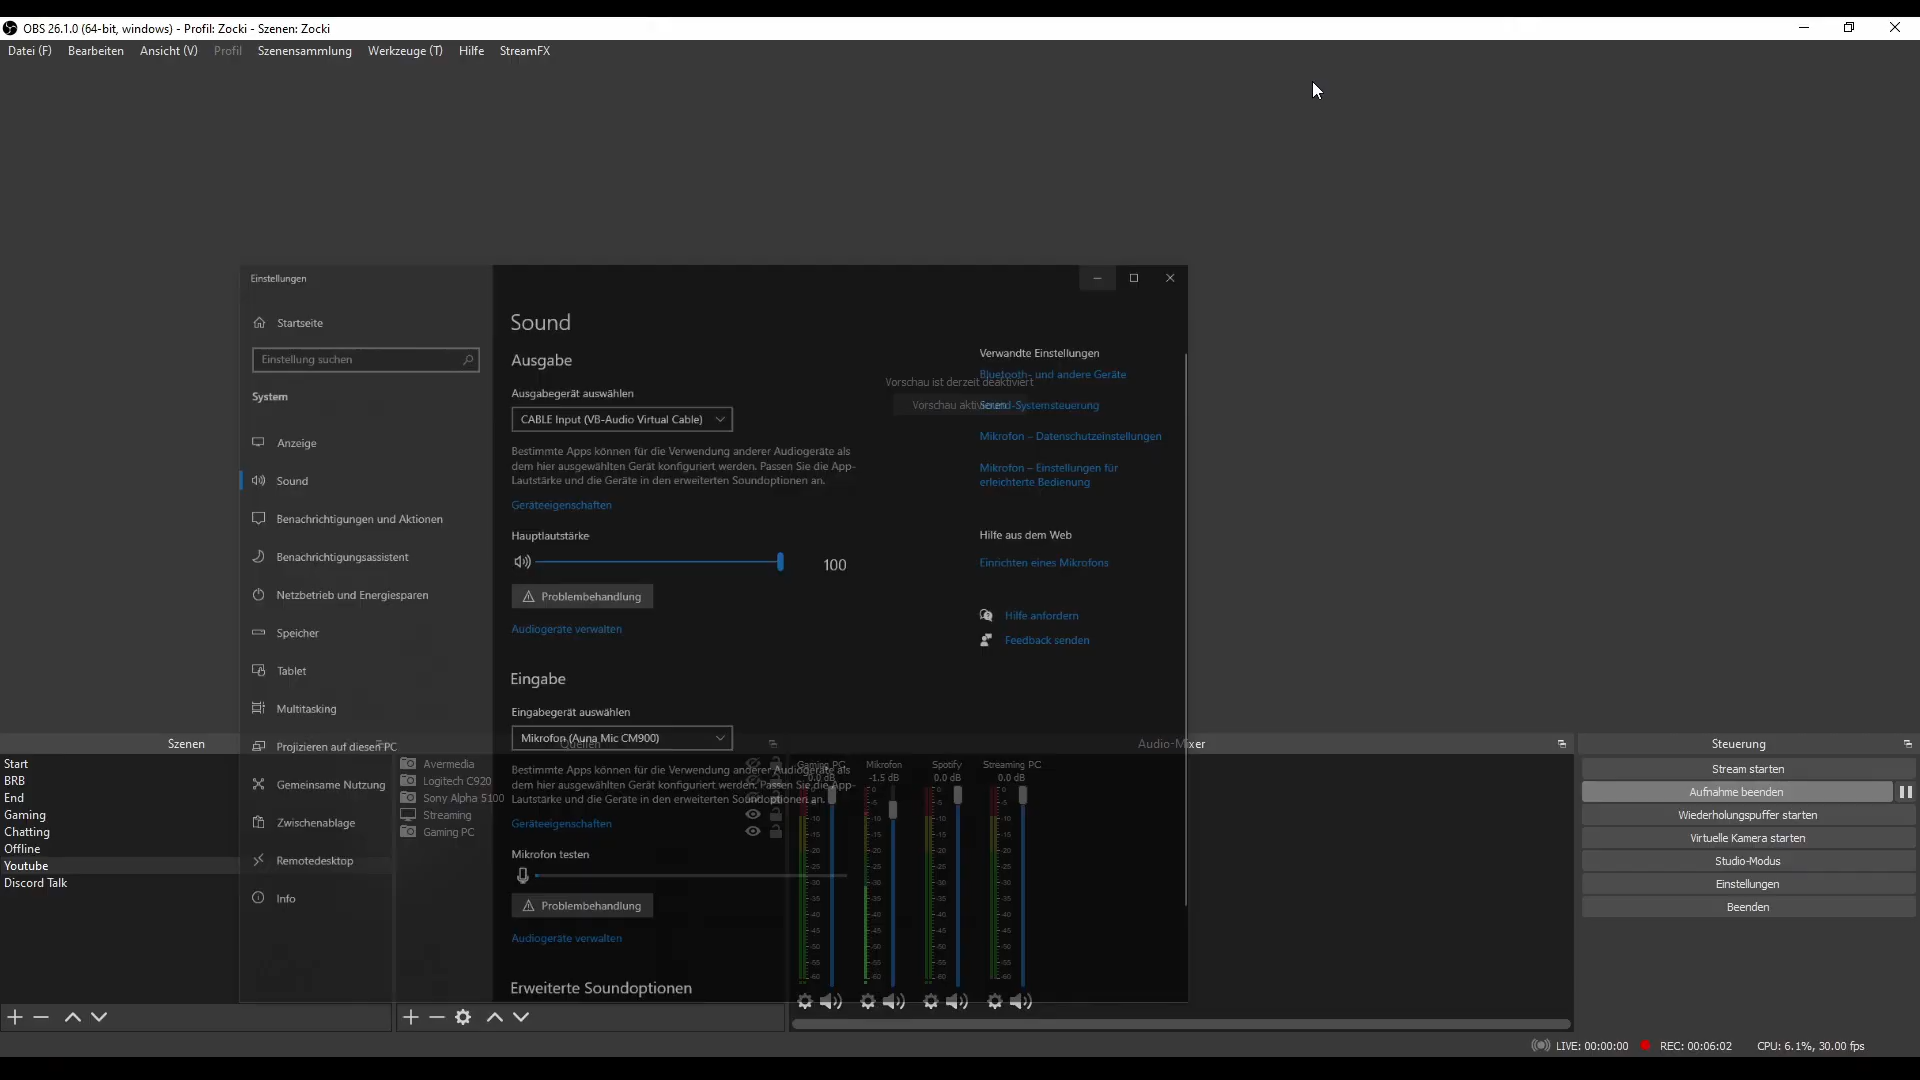 OBS 26.1.0 (64-bit, windows) - Profil: Zocki - Szenen: Zocki
Datei (F) Bearbeiten Ansicht (V) Profil Szenensammlung Werkzeuge (T) Hilfe StreamFX
Einstellungen
Startseite
Einstellung suchen
System
Anzeige
Sound
Benachrichtigungen und Aktionen
Benachrichtigungsassistent
Netzbetrieb und Energiesparen
Speicher
Tablet
Multitasking
Projizieren auf diesen PC
Gemeinsame Nutzung
Zwischenablage
Remotedesktop
Info
Sound
Ausgabe
Ausgabegerät auswählen
CABLE Input (VB-Audio Virtual Cable)
Bestimmte Apps können für die Verwendung anderer Audiogeräte als
dem hier ausgewählten Gerät konfiguriert werden. Passen Sie die App-
Lautstärke und die Geräte in den erweiterten Soundoptionen an.
Geräteeigenschaften
Hauptlautstärke
100
Problembehandlung
Audiogeräte verwalten
Eingabe
Eingabegerät auswählen
Mikrofon (Auna Mic CM900)
Bestimmte Apps können für die Verwendung anderer Audiogeräte als
dem hier ausgewählten Gerät konfiguriert werden. Passen Sie die App-
Lautstärke und die Geräte in den erweiterten Soundoptionen an.
Geräteeigenschaften
Mikrofon testen
Problembehandlung
Audiogeräte verwalten
Erweiterte Soundoptionen
Verwandte Einstellungen
Bluetooth- und andere Geräte
Sound-Systemsteuerung
Mikrofon – Datenschutzeinstellungen
Mikrofon – Einstellungen für
erleichterte Bedienung
Hilfe aus dem Web
Einrichten eines Mikrofons
Hilfe anfordern
Feedback senden
Vorschau ist derzeit deaktiviert
Vorschau aktivieren
Szenen
Start
BRB
End
Gaming
Chatting
Offline
Youtube
Discord Talk
Quellen
Avermedia
Logitech C920
Sony Alpha 5100
Streaming
Gaming PC
Audio-Mixer
Gaming PC Mikrofon Spotify Streaming PC
0.0 dB -1.5 dB 0.0 dB 0.0 dB
Steuerung
Stream starten
Aufnahme beenden
Wiederholungspuffer starten
Virtuelle Kamera starten
Studio-Modus
Einstellungen
Beenden
LIVE: 00:00:00 REC: 00:06:02 CPU: 6.1%, 30.00 fps